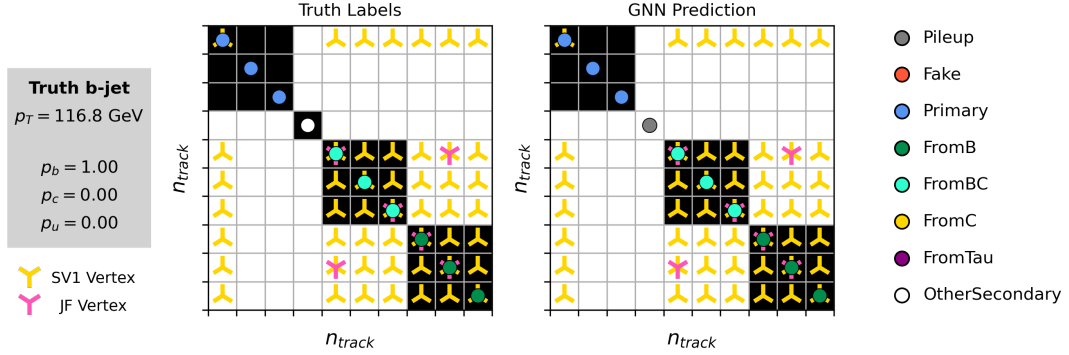 Truth Labels
GNN Prediction
Truth b-jet
p_T = 116.8 GeV
p_b = 1.00
p_c = 0.00
p_u = 0.00
SV1 Vertex
JF Vertex
n_track
n_track
n_track
n_track
Pileup
Fake
Primary
FromB
FromBC
FromC
FromTau
OtherSecondary